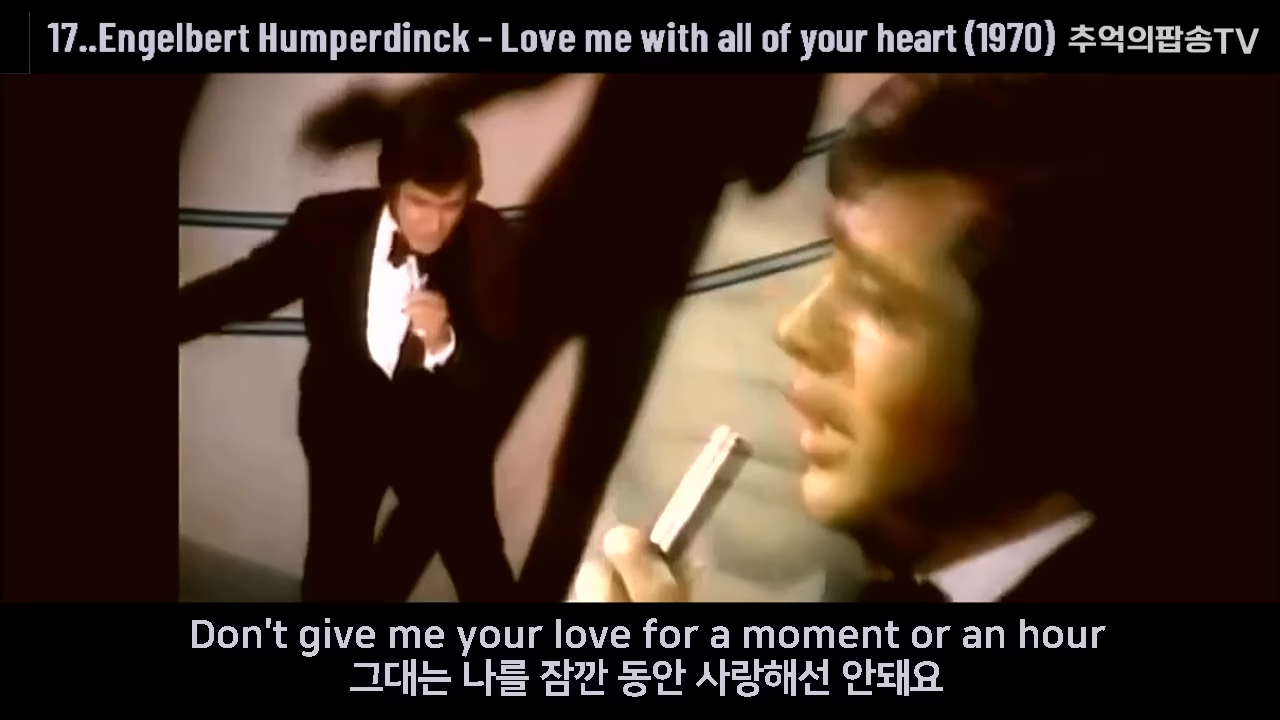 17..Engelbert Humperdinck - Love me with all of your heart (1970) 추억의팝송TV
Don't give me your love for a moment or an hour
그대는 나를 잠깐 동안 사랑해선 안돼요